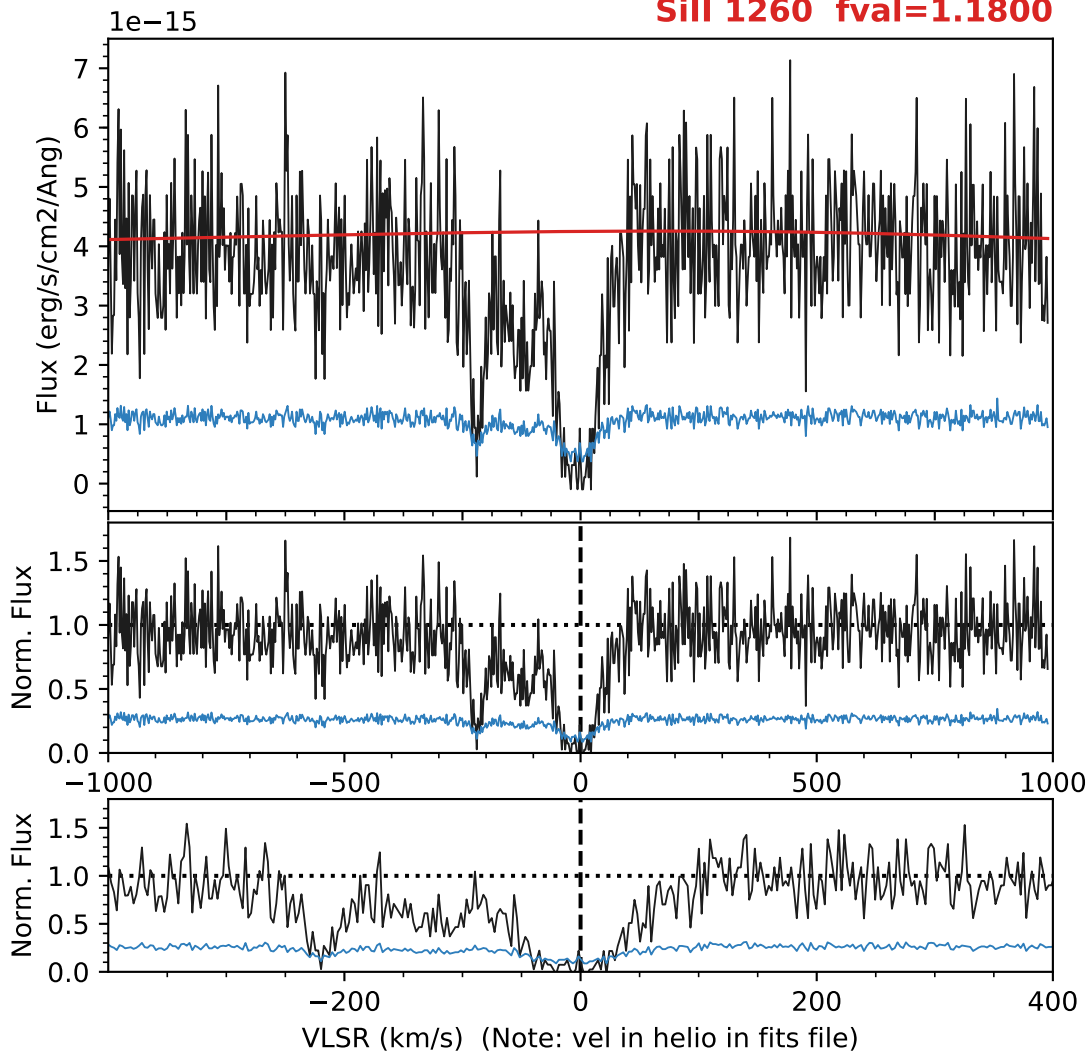 1e−15 SiII 1260 fval=1.1800
7
6
5
4
3
2
1
0
Flux (erg/s/cm2/Ang)
1.5
1.0
0.5
0.0
Norm. Flux
−1000 −500 0 500 1000
1.5
1.0
0.5
0.0
Norm. Flux
−200 0 200 400
VLSR (km/s) (Note: vel in helio in fits file)